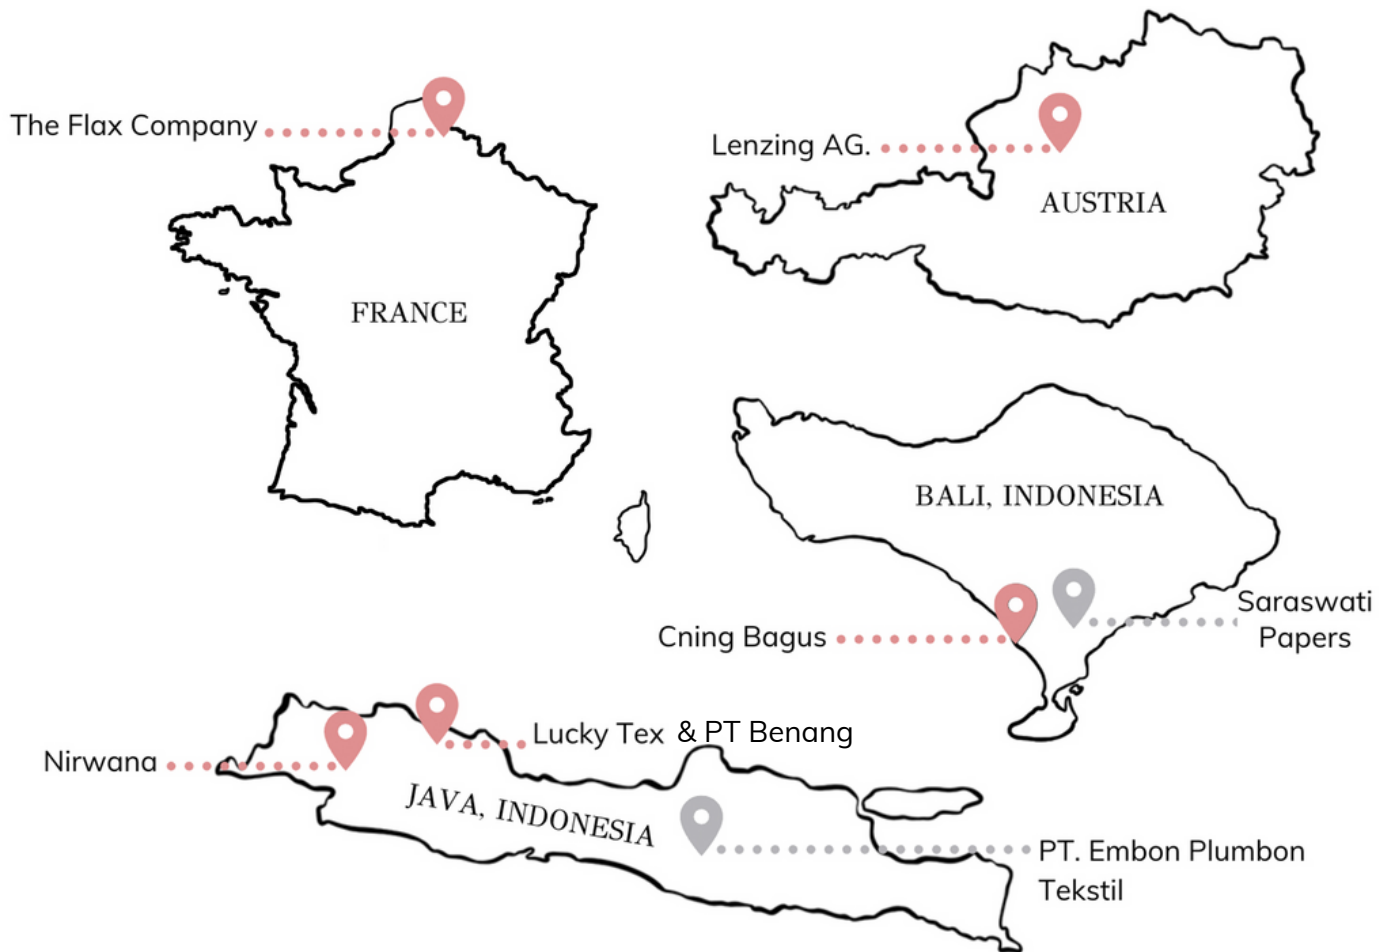 The Flax Company
Lenzing AG.
AUSTRIA
FRANCE
BALI, INDONESIA
Saraswati
Papers
Cning Bagus
Lucky Tex & PT Benang
Nirwana
JAVA, INDONESIA
PT. Embon Plumbon
Tekstil